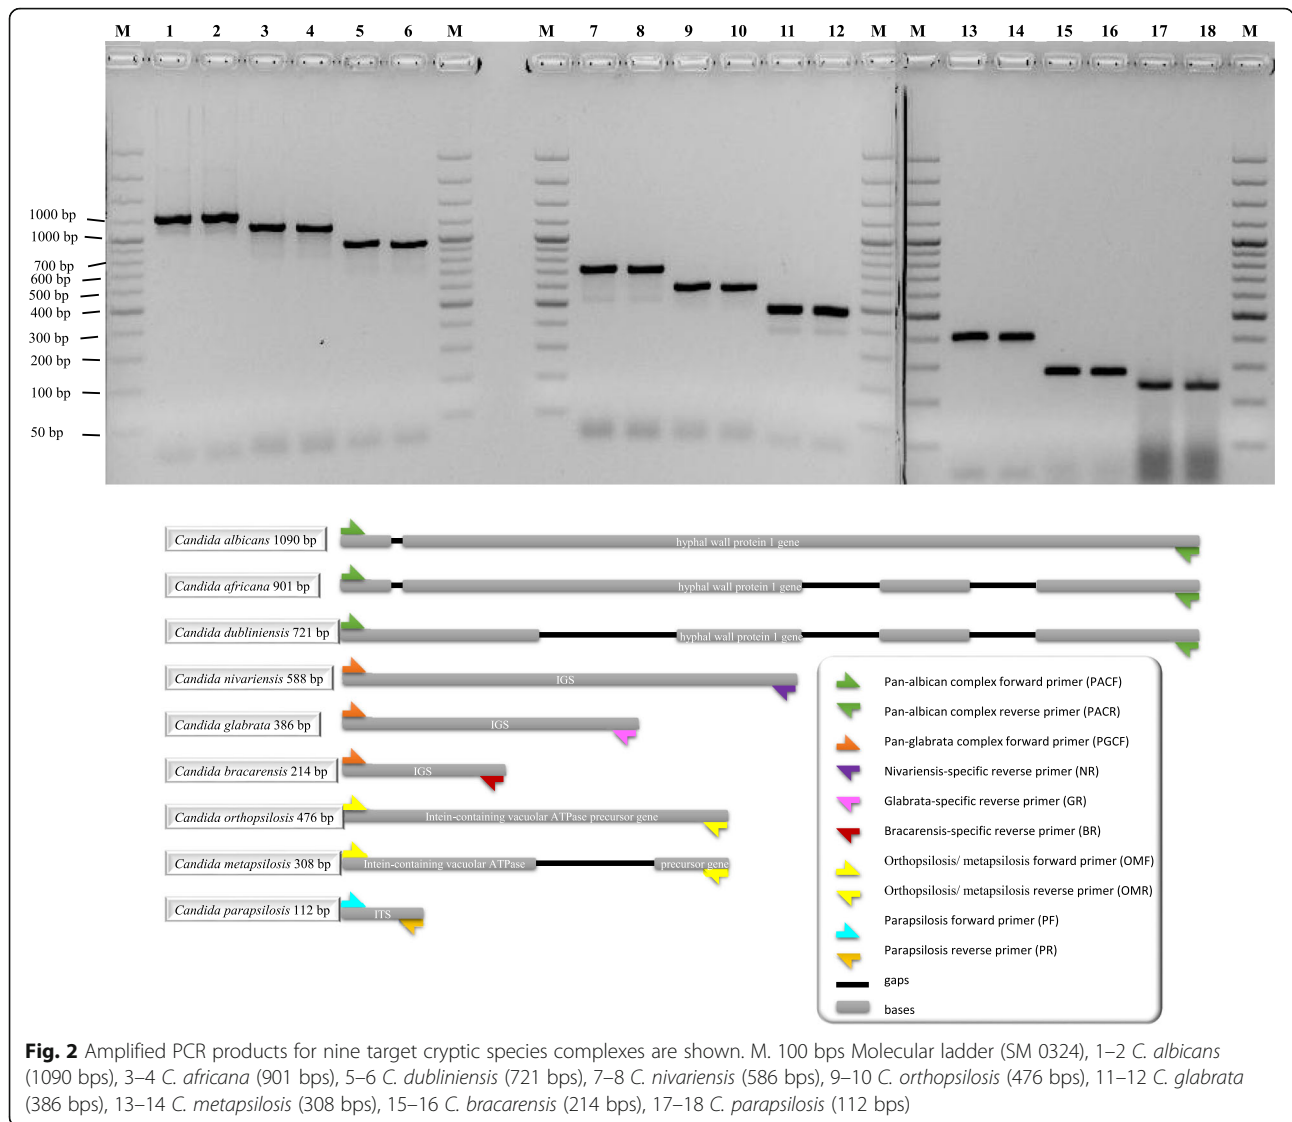 M 1 2 3 4 5 6 M M 7 8 9 10 11 12 M M 13 14 15 16 17 18 M
1000 bp
1000 bp
700 bp
600 bp
500 bp
400 bp
300 bp
200 bp
100 bp
50 bp
Candida albicans 1090 bp
hyphal wall protein 1 gene
Candida africana 901 bp
hyphal wall protein 1 gene
Candida dubliniensis 721 bp
hyphal wall protein 1 gene
Candida nivariensis 588 bp
IGS
Candida glabrata 386 bp
IGS
Candida bracarensis 214 bp
IGS
Candida orthopsilosis 476 bp
Intein-containing vacuolar ATPase precursor gene
Candida metapsilosis 308 bp
Intein-containing vacuolar ATPase precursor gene
Candida parapsilosis 112 bp
ITS
Pan-albican complex forward primer (PACF)
Pan-albican complex reverse primer (PACR)
Pan-glabrata complex forward primer (PGCF)
Nivariensis-specific reverse primer (NR)
Glabrata-specific reverse primer (GR)
Bracarensis-specific reverse primer (BR)
Orthopsilosis/ metapsilosis forward primer (OMF)
Orthopsilosis/ metapsilosis reverse primer (OMR)
Parapsilosis forward primer (PF)
Parapsilosis reverse primer (PR)
gaps
bases
Fig. 2 Amplified PCR products for nine target cryptic species complexes are shown. M. 100 bps Molecular ladder (SM 0324), 1–2 C. albicans
(1090 bps), 3–4 C. africana (901 bps), 5–6 C. dubliniensis (721 bps), 7–8 C. nivariensis (586 bps), 9–10 C. orthopsilosis (476 bps), 11–12 C. glabrata
(386 bps), 13–14 C. metapsilosis (308 bps), 15–16 C. bracarensis (214 bps), 17–18 C. parapsilosis (112 bps)